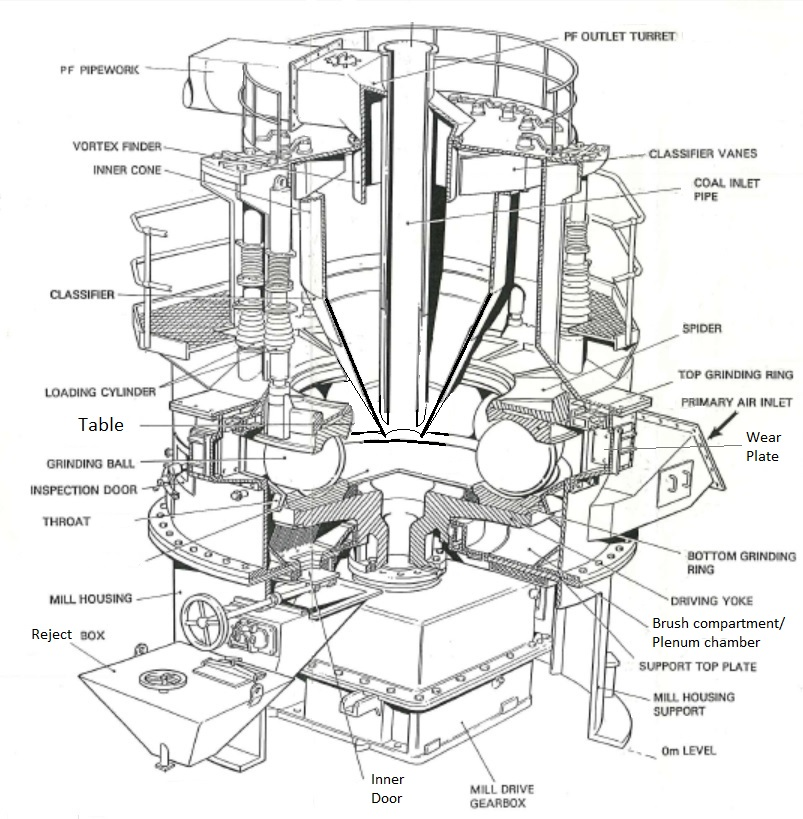 PF OUTLET TURRET
PF PIPEWORK
VORTEX FINDER
INNER CONE
CLASSIFIER VANES
COAL INLET
PIPE
CLASSIFIER
SPIDER
LOADING CYLINDER
TOP GRINDING RING
PRIMARY AIR INLET
Table
Wear
Plate
GRINDING BALL
INSPECTION DOOR
THROAT
BOTTOM GRINDING
RING
MILL HOUSING
DRIVING YOKE
Brush compartment/
Plenum chamber
Reject BOX
SUPPORT TOP PLATE
MILL HOUSING
SUPPORT
0m LEVEL
Inner
Door
MILL DRIVE
GEARBOX